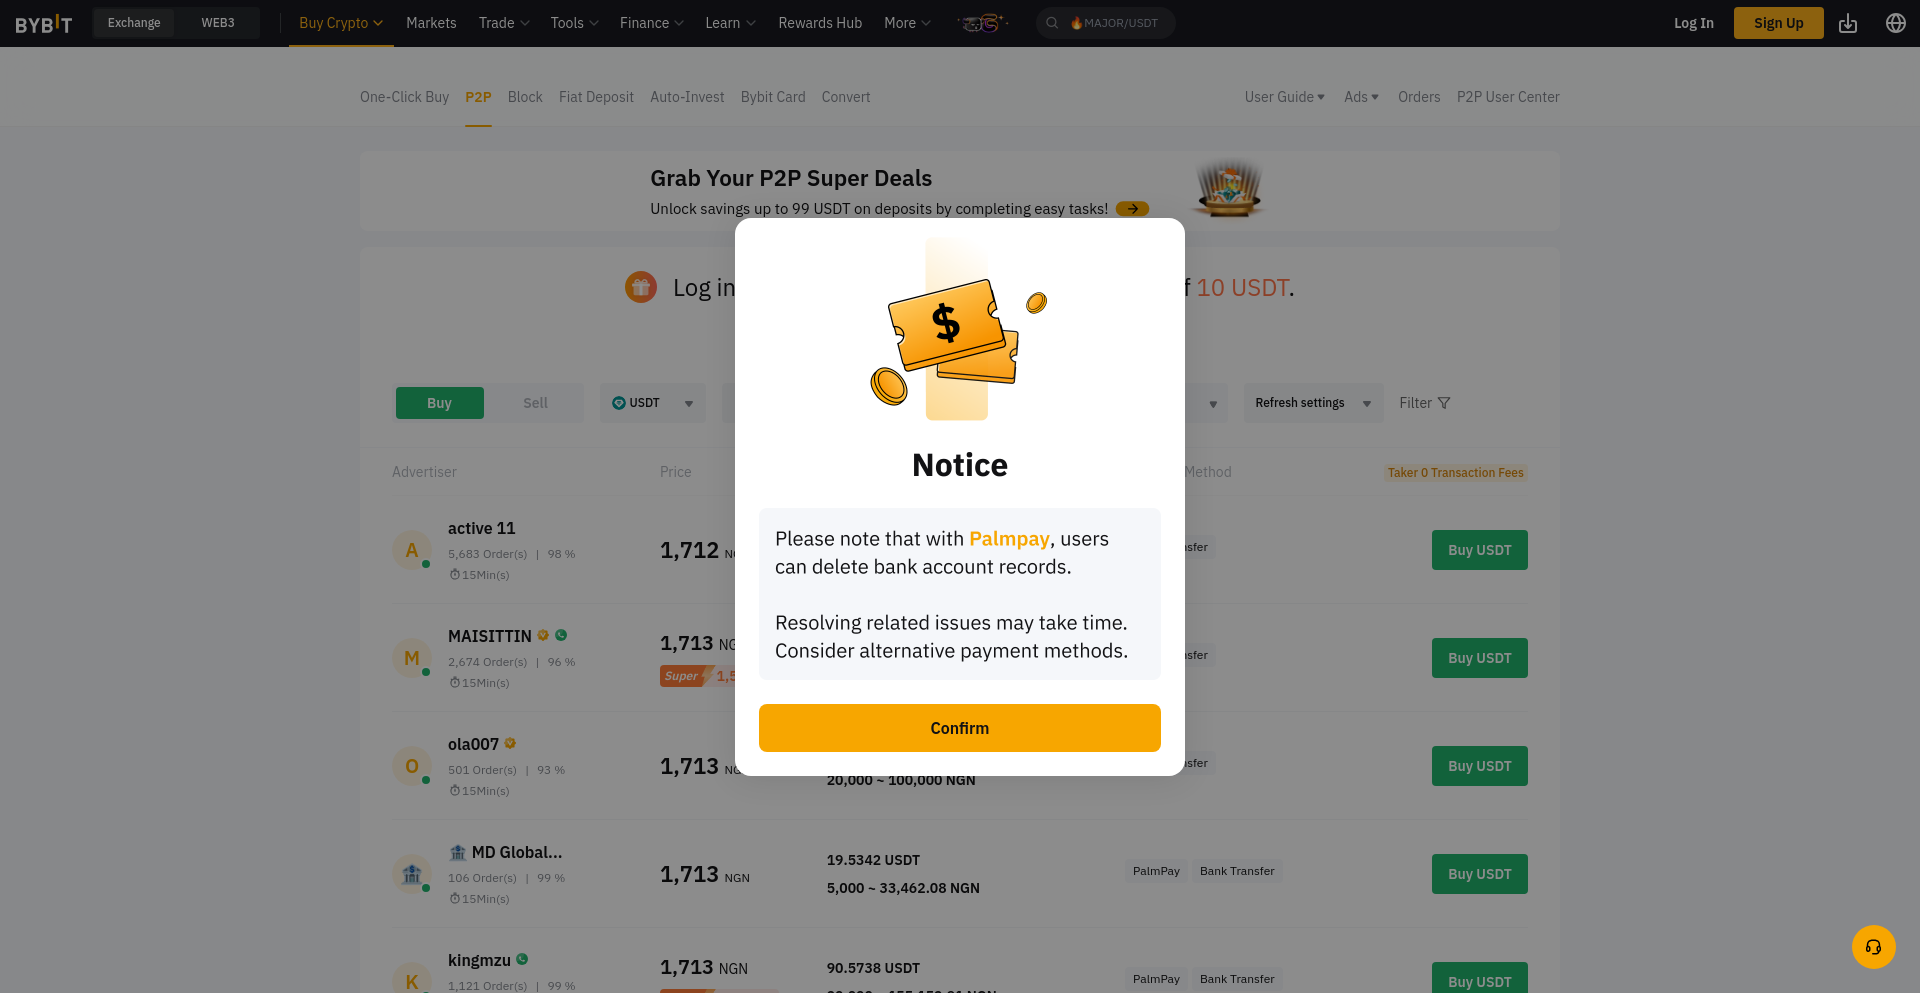 BYBIT Exchange WEB3 Buy Crypto Markets Trade Tools Finance Learn Rewards Hub More MAJOR/USDT Log In Sign Up
One-Click Buy P2P Block Fiat Deposit Auto-Invest Bybit Card Convert User Guide Ads Orders P2P User Center
Grab Your P2P Super Deals
Unlock savings up to 99 USDT on deposits by completing easy tasks!
Log in
10 USDT.
$
Notice
Please note that with Palmpay, users
can delete bank account records.
Resolving related issues may take time.
Consider alternative payment methods.
Confirm
Buy Sell USDT Refresh settings Filter
Advertiser Price Method Taker 0 Transaction Fees
A
active 11
5,683 Order(s) | 98 %
15Min(s)
1,712
Buy USDT
M
MAISITTIN
2,674 Order(s) | 96 %
15Min(s)
1,713
Super
Buy USDT
O
ola007
501 Order(s) | 93 %
15Min(s)
1,713
20,000 ~ 100,000 NGN
Buy USDT
MD Global...
106 Order(s) | 99 %
15Min(s)
1,713 NGN
19.5342 USDT
5,000 ~ 33,462.08 NGN
PalmPay Bank Transfer
Buy USDT
K
kingmzu
1,121 Order(s) | 99 %
1,713 NGN
90.5738 USDT
PalmPay Bank Transfer
Buy USDT